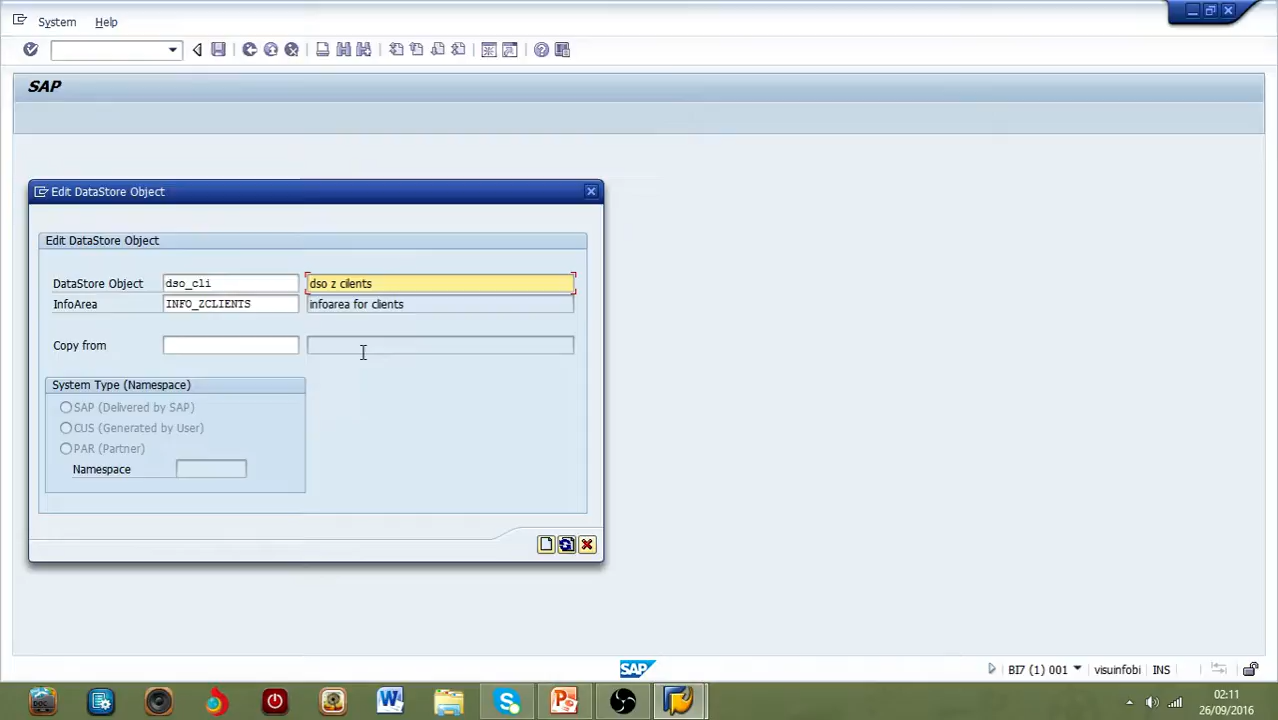 System Help
SAP
Edit DataStore Object
Edit DataStore Object
DataStore Object dso_cli dso z cilents
InfoArea INFO_ZCLIENTS infoarea for clients
Copy from
System Type (Namespace)
SAP (Delivered by SAP)
CUS (Generated by User)
PAR (Partner)
Namespace
SAP BI7 (1) 001 visuinfobi INS
02:11
26/09/2016